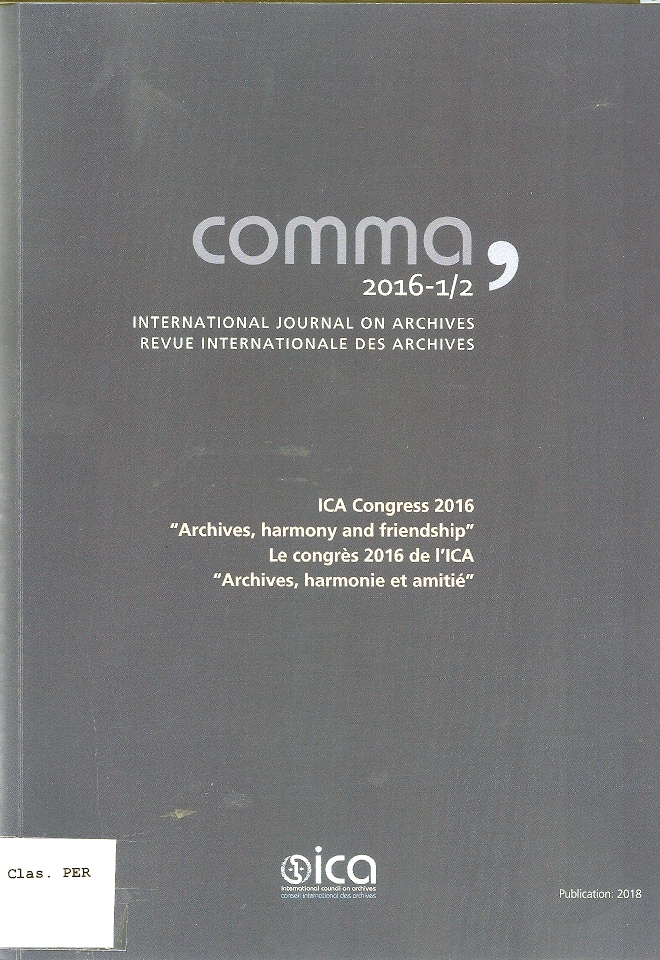 comma,
2016-1/2
INTERNATIONAL JOURNAL ON ARCHIVES
REVUE INTERNATIONALE DES ARCHIVES
ICA Congress 2016
“Archives, harmony and friendship”
Le congrès 2016 de l’ICA
“Archives, harmonie et amitié”
Clas. PER
ica
international council on archives
conseil international des archives
Publication: 2018